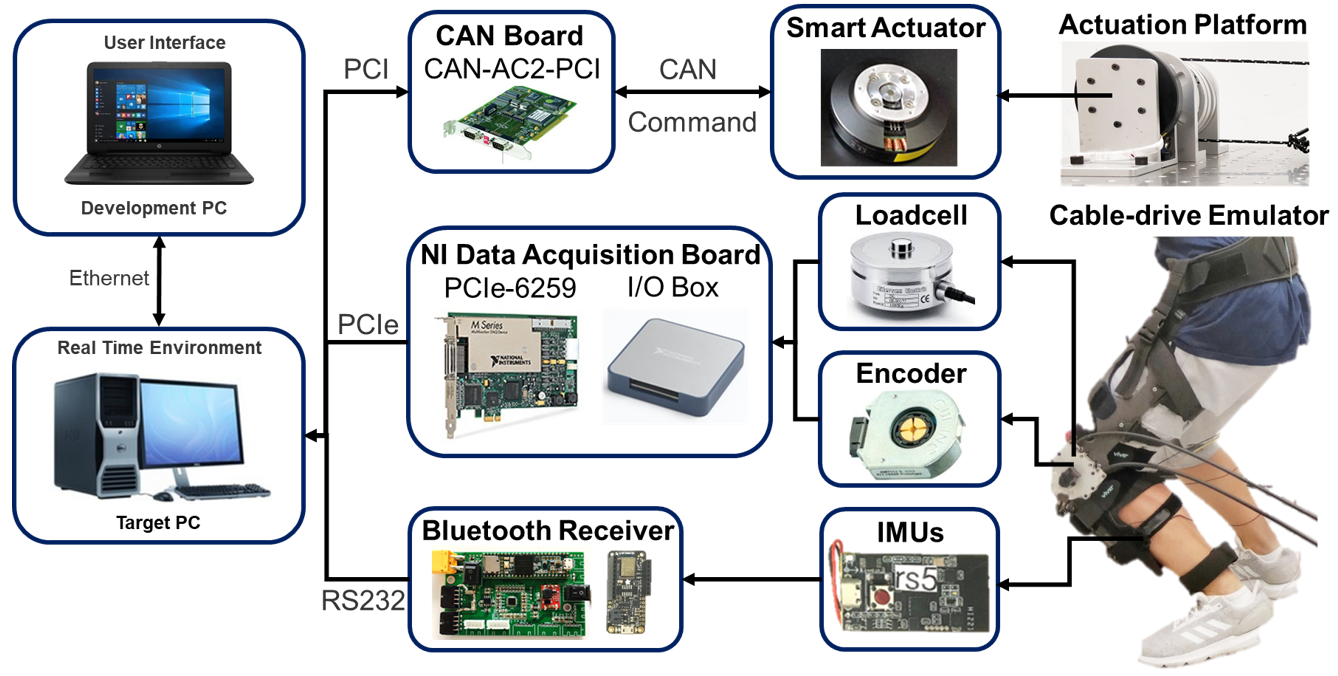 User Interface
Development PC
Ethernet
Real Time Environment
Target PC
PCI
PCIe
RS232
CAN Board
CAN-AC2-PCI
CAN
Command
Smart Actuator
Actuation Platform
NI Data Acquisition Board
PCIe-6259
I/O Box
M Series
NATIONAL
INSTRUMENTS
Loadcell
CE
Encoder
Cable-drive Emulator
Bluetooth Receiver
IMUs
rs5